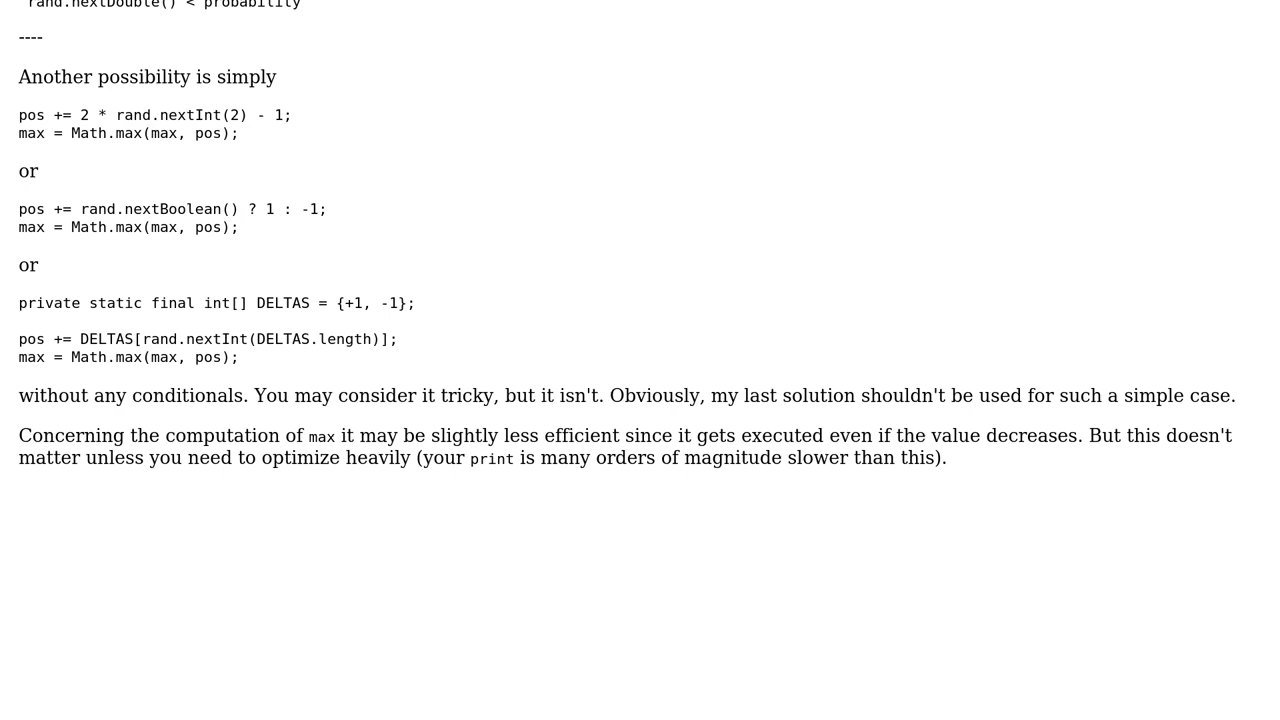 rand.nextDouble() < probability
----
Another possibility is simply
pos += 2 * rand.nextInt(2) - 1;
max = Math.max(max, pos);
or
pos += rand.nextBoolean() ? 1 : -1;
max = Math.max(max, pos);
or
private static final int[] DELTAS = {+1, -1};
pos += DELTAS[rand.nextInt(DELTAS.length)];
max = Math.max(max, pos);
without any conditionals. You may consider it tricky, but it isn't. Obviously, my last solution shouldn't be used for such a simple case.
Concerning the computation of max it may be slightly less efficient since it gets executed even if the value decreases. But this doesn't
matter unless you need to optimize heavily (your print is many orders of magnitude slower than this).